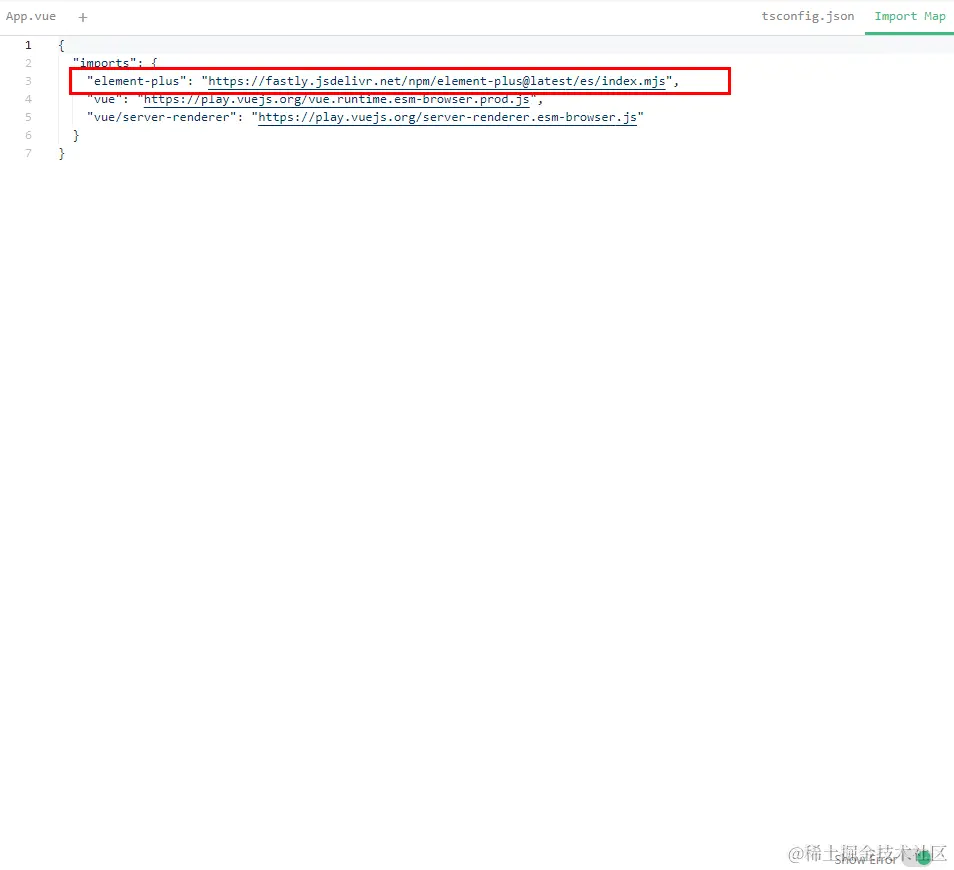 App.vue + tsconfig.json Import Map
1 {
2 "imports": {
3 "element-plus": "https://fastly.jsdelivr.net/npm/element-plus@latest/es/index.mjs",
4 "vue": "https://play.vuejs.org/vue.runtime.esm-browser.prod.js",
5 "vue/server-renderer": "https://play.vuejs.org/server-renderer.esm-browser.js"
6 }
7 }
@稀土掘金技术社区
Show Error